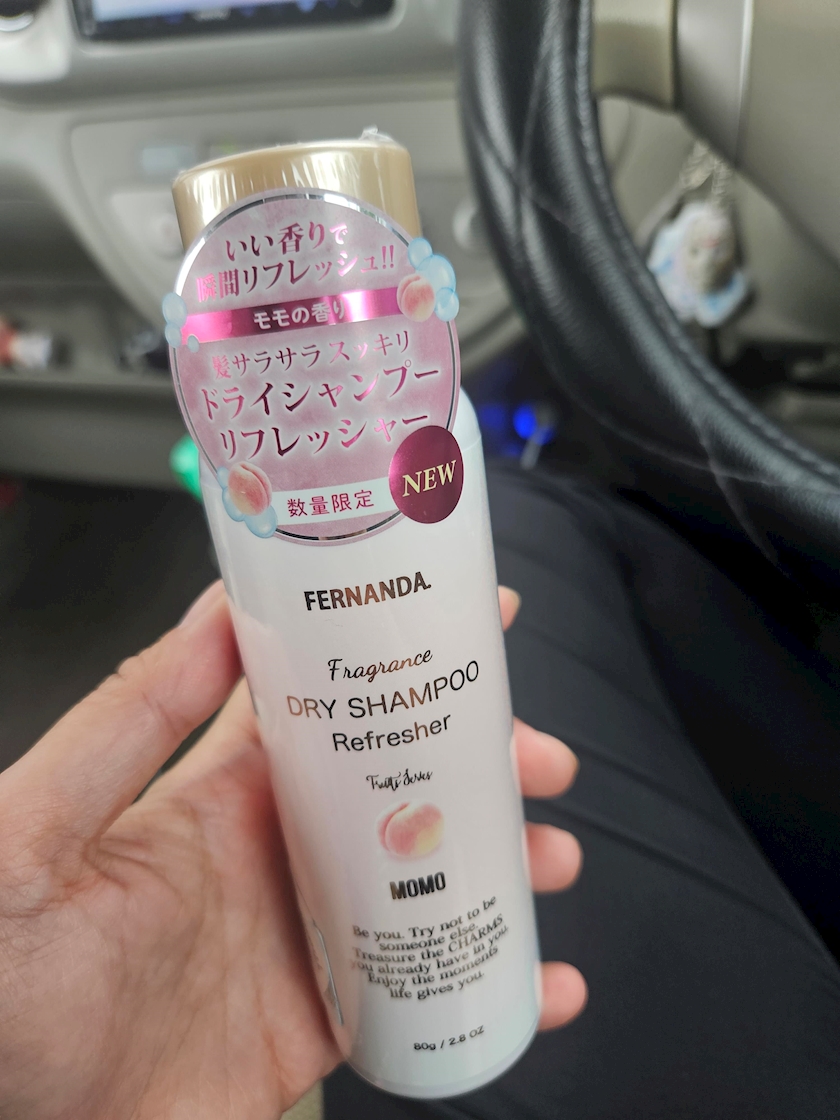 いい香りで
瞬間リフレッシュ!!
モモの香り
髪サラサラスッキリ
ドライシャンプー
リフレッシャー
数量限定
NEW
FERNANDA.
Fragrance
DRY SHAMPOO
Refresher
Fruits Series
MOMO
Be you. Try not to be
someone else.
Treasure the CHARMS
you already have in you
Enjoy the moments
life gives you.
80g / 2.8 OZ